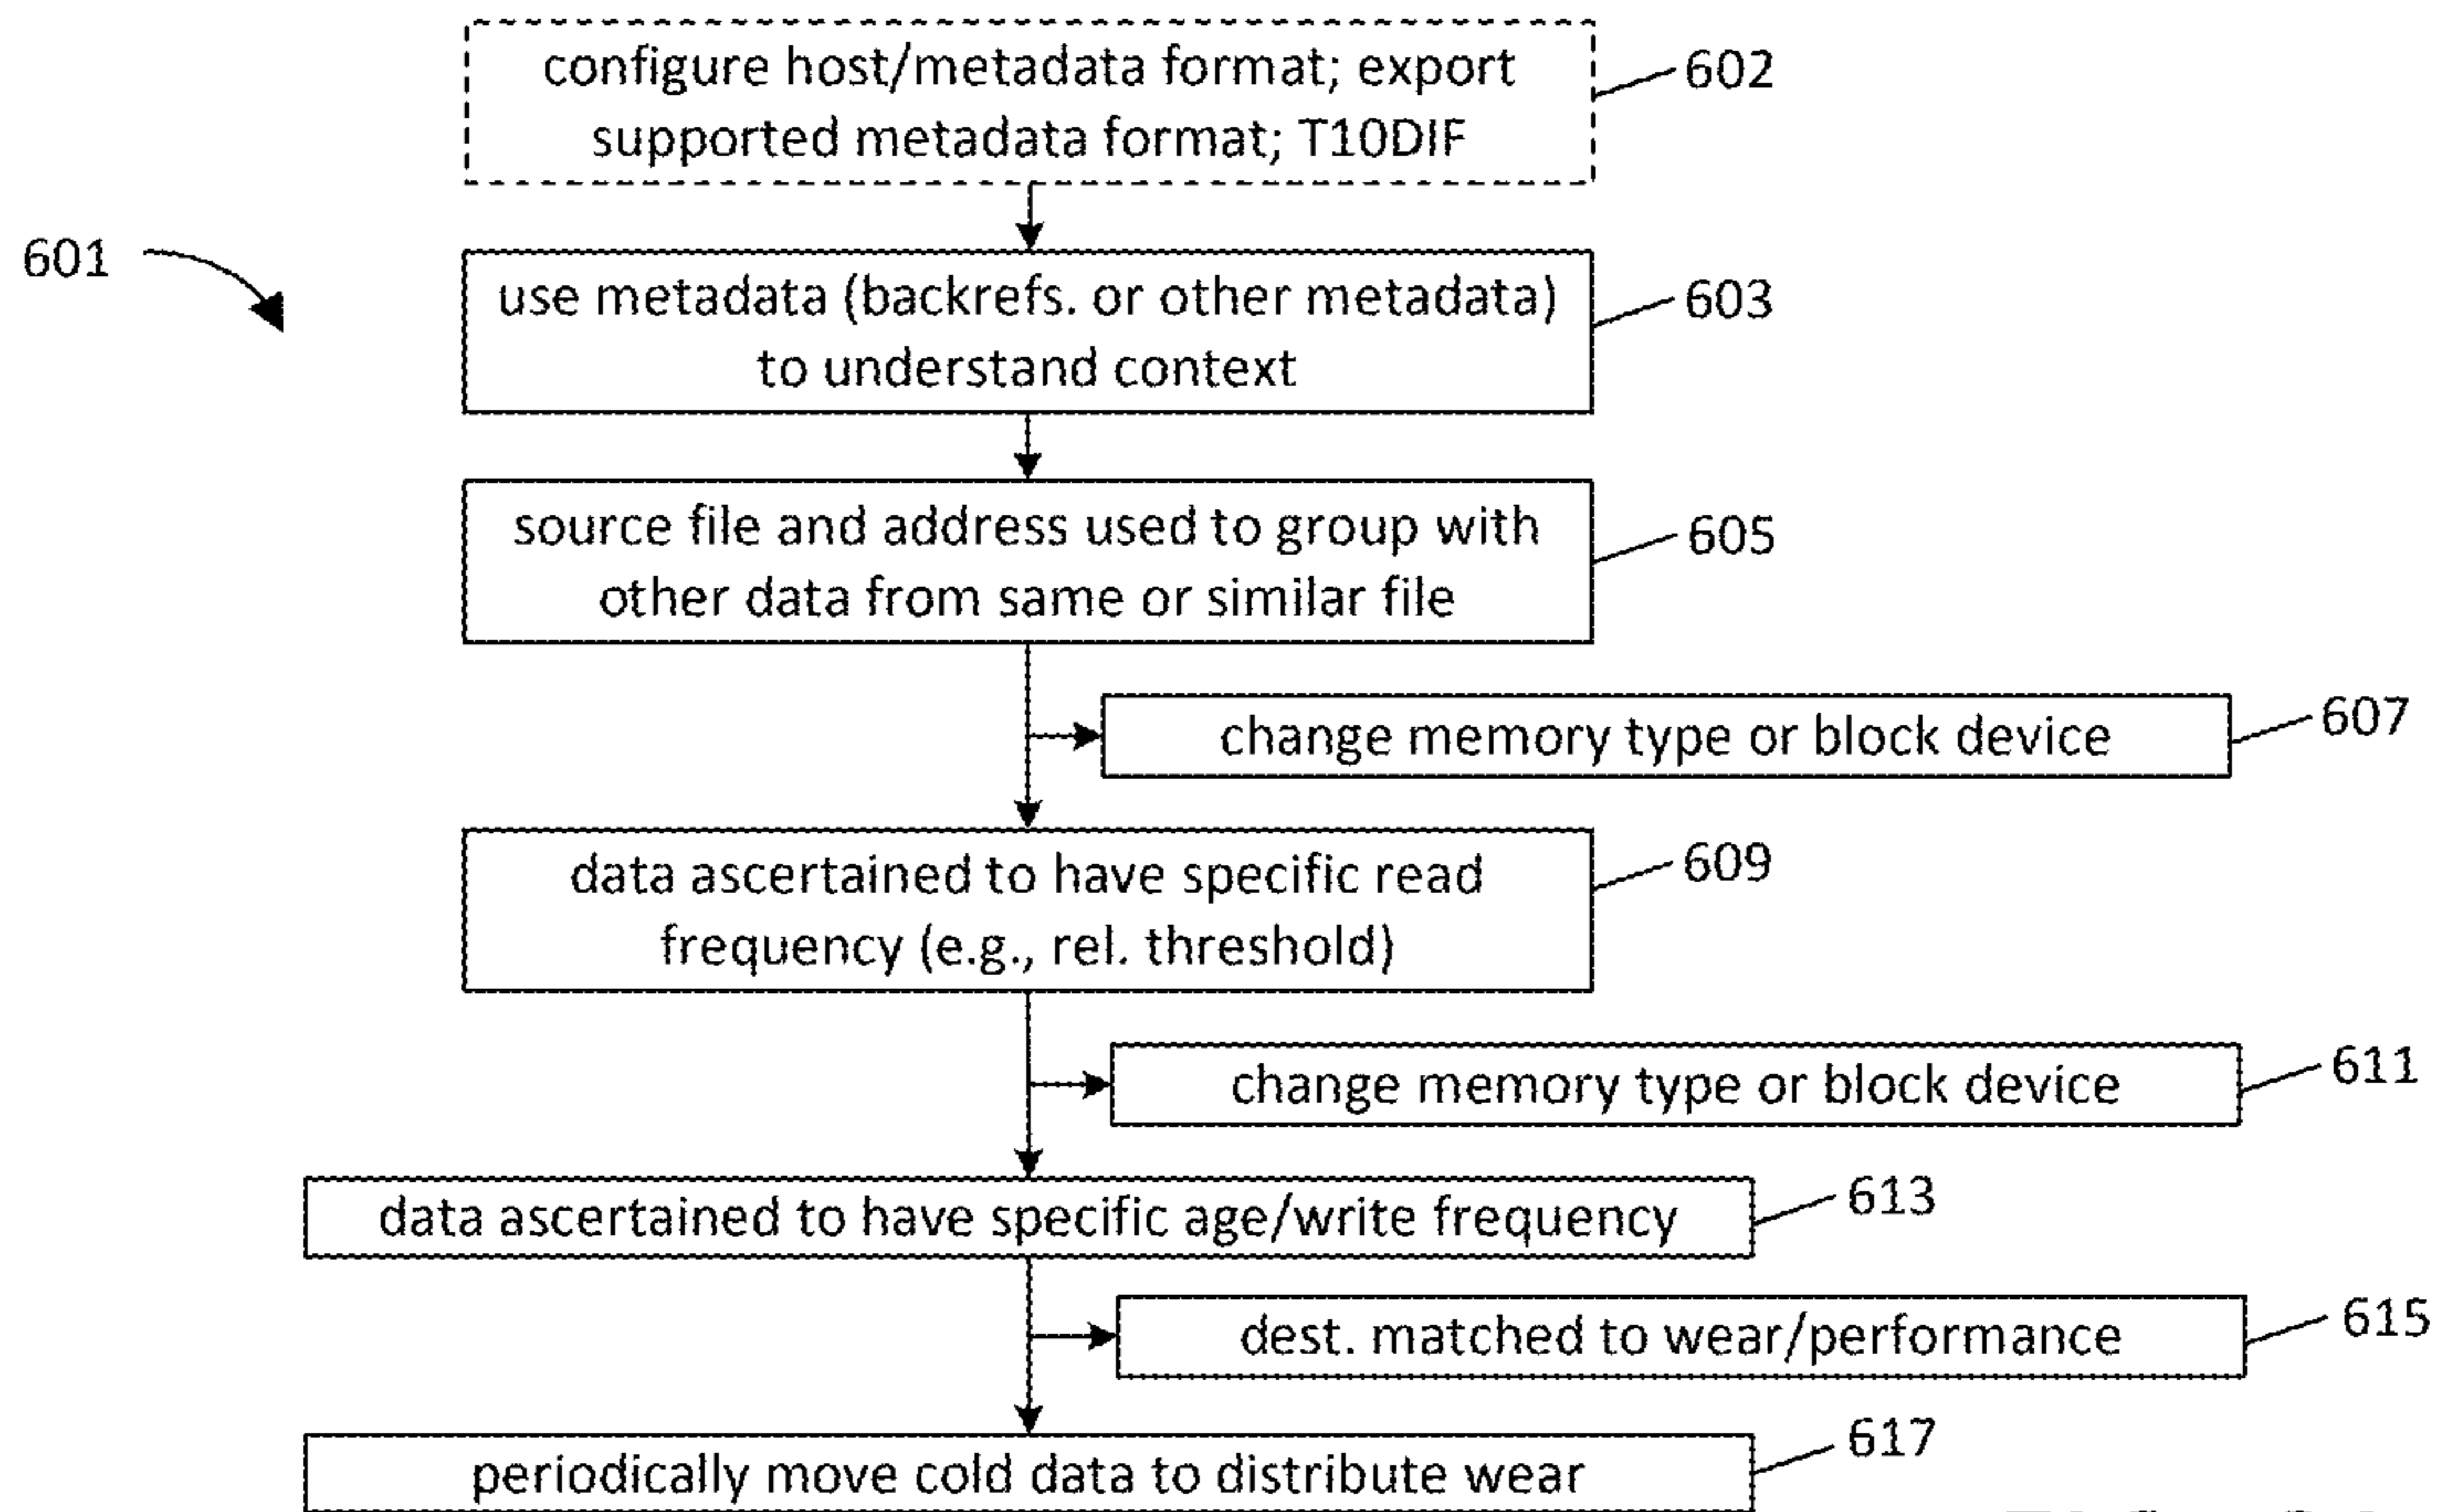 configure host/metadata format; export
supported metadata format; T10DIF
602
601
use metadata (backrefs. or other metadata)
to understand context
603
source file and address used to group with
other data from same or similar file
605
change memory type or block device
607
data ascertained to have specific read
frequency (e.g., rel. threshold)
609
change memory type or block device
611
data ascertained to have specific age/write frequency
613
dest. matched to wear/performance
615
periodically move cold data to distribute wear
617